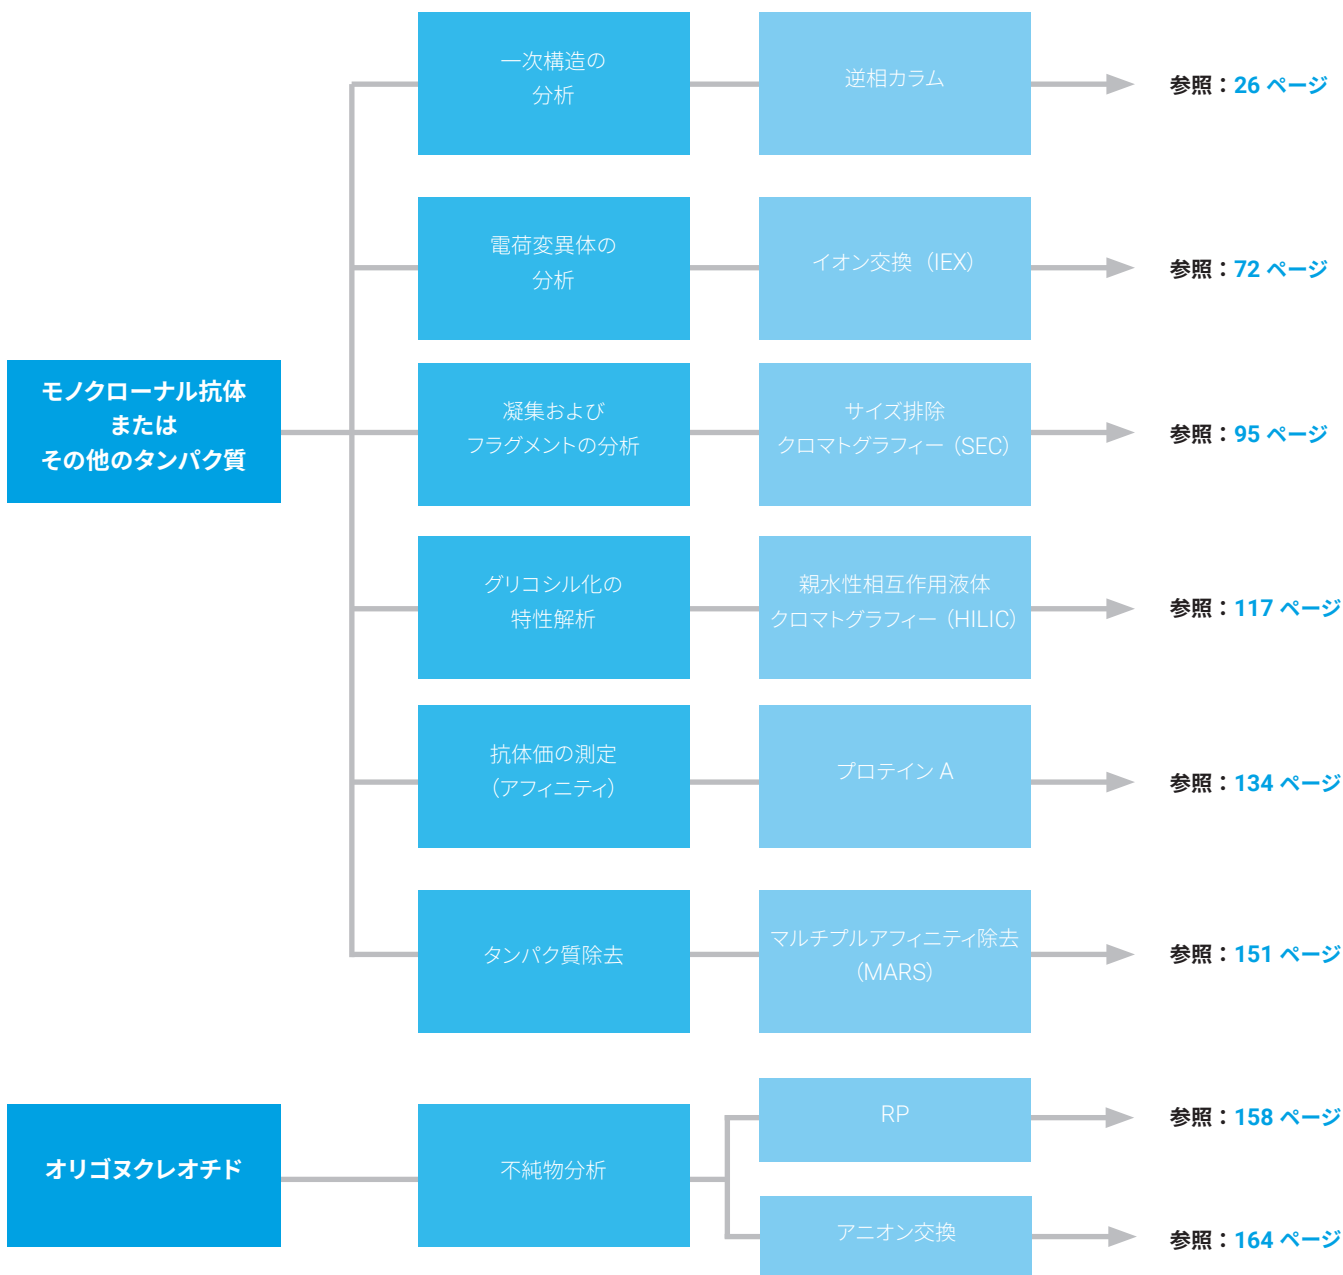 一次構造の
分析
逆相カラム
参照：26 ページ
電荷変異体の
分析
イオン交換（IEX）
参照：72 ページ
モノクローナル抗体
または
その他のタンパク質
凝集および
フラグメントの分析
サイズ排除
クロマトグラフィー（SEC）
参照：95 ページ
グリコシル化の
特性解析
親水性相互作用液体
クロマトグラフィー（HILIC）
参照：117 ページ
抗体価の測定
（アフィニティ）
プロテイン A
参照：134 ページ
タンパク質除去
マルチプルアフィニティ除去
（MARS）
参照：151 ページ
オリゴヌクレオチド
不純物分析
RP
参照：158 ページ
アニオン交換
参照：164 ページ